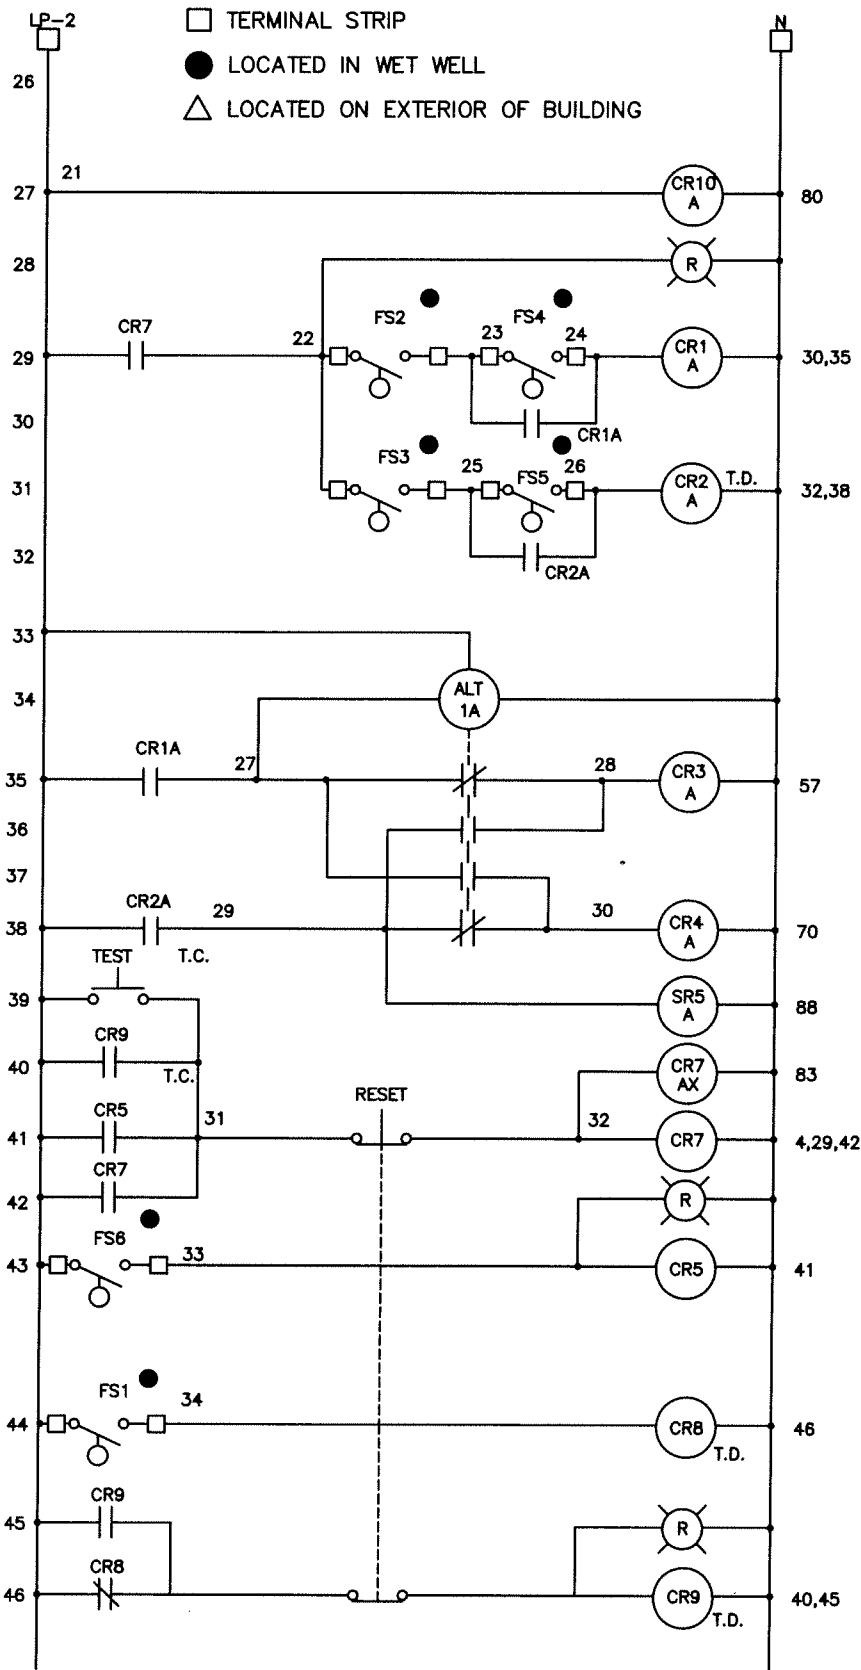 LP-2
TERMINAL STRIP
N
LOCATED IN WET WELL
26
LOCATED ON EXTERIOR OF BUILDING
21
27
CR10
A
80
28
R
CR7
22
FS2
23
FS4
24
29
CR1
A
30,35
30
CR1A
FS3
25
FS5
26
31
CR2
A
T.D.
32,38
32
CR2A
33
34
ALT
1A
CR1A
27
28
35
CR3
A
57
36
37
CR2A
29
30
38
CR4
A
70
TEST
T.C.
39
SR5
A
88
CR9
40
T.C.
CR7
AX
83
RESET
CR5
31
32
41
CR7
4,29,42
CR7
42
R
FS6
33
43
CR5
41
FS1
34
44
CR8
T.D.
46
CR9
45
R
CR8
46
CR9
T.D.
40,45